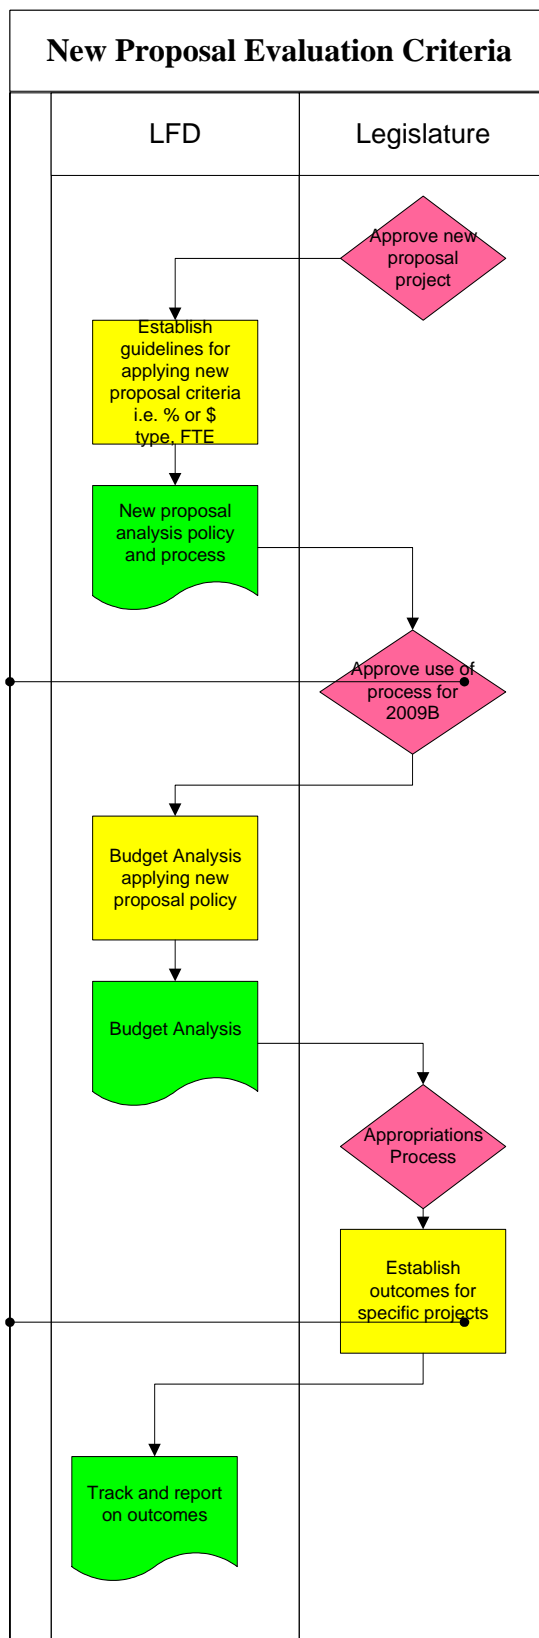 New Proposal Evaluation Criteria
LFD
Legislature
Approve new
proposal
project
Establish
guidelines for
applying new
proposal criteria
i.e. % or $
type, FTE
New proposal
analysis policy
and process
Approve use of
process for
2009B
Budget Analysis
applying new
proposal policy
Budget Analysis
Appropriations
Process
Establish
outcomes for
specific projects
Track and report
on outcomes